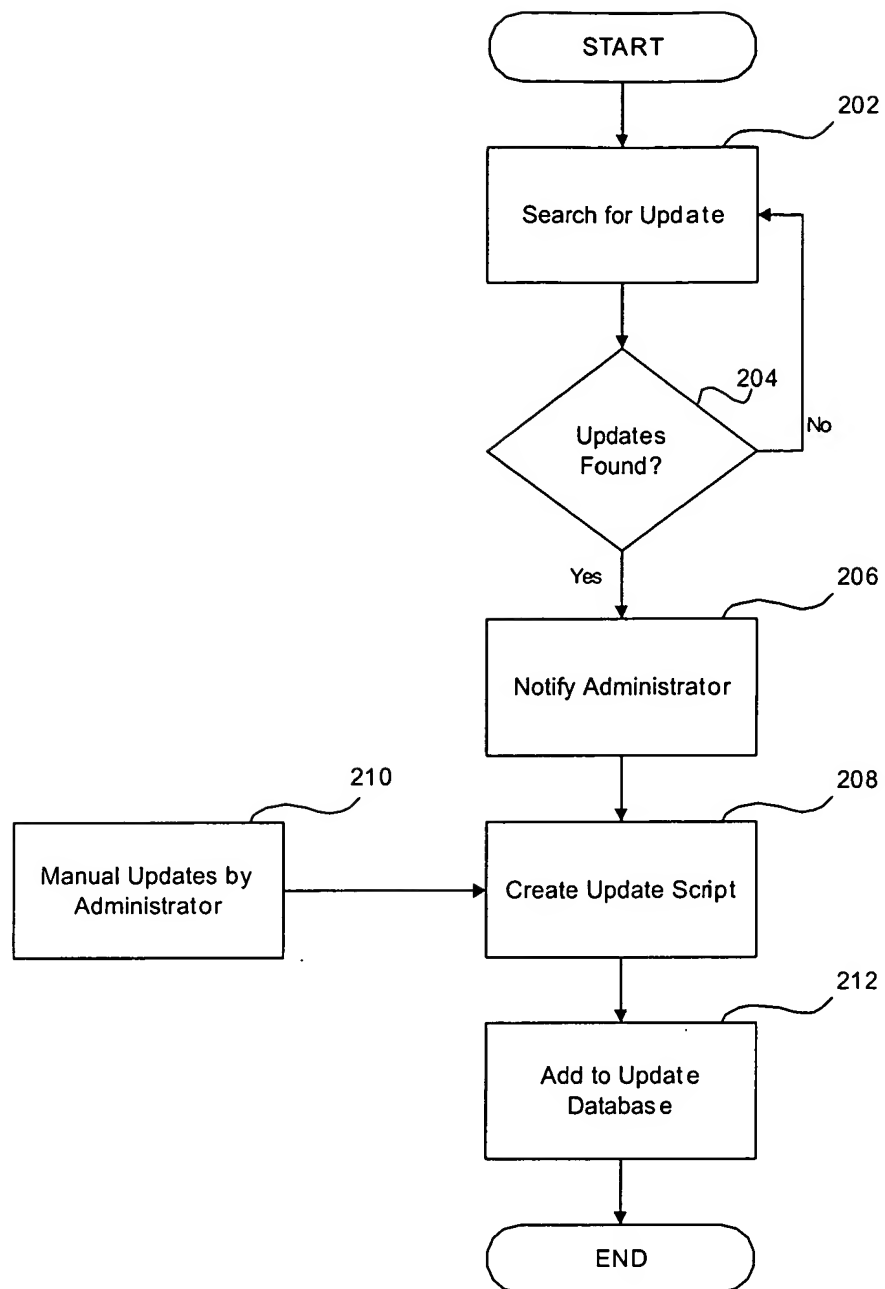 START
202
Search for Update
204
Updates
Found?
No
Yes
206
Notify Administrator
210
208
Manual Updates by
Administrator
Create Update Script
212
Add to Update
Database
END